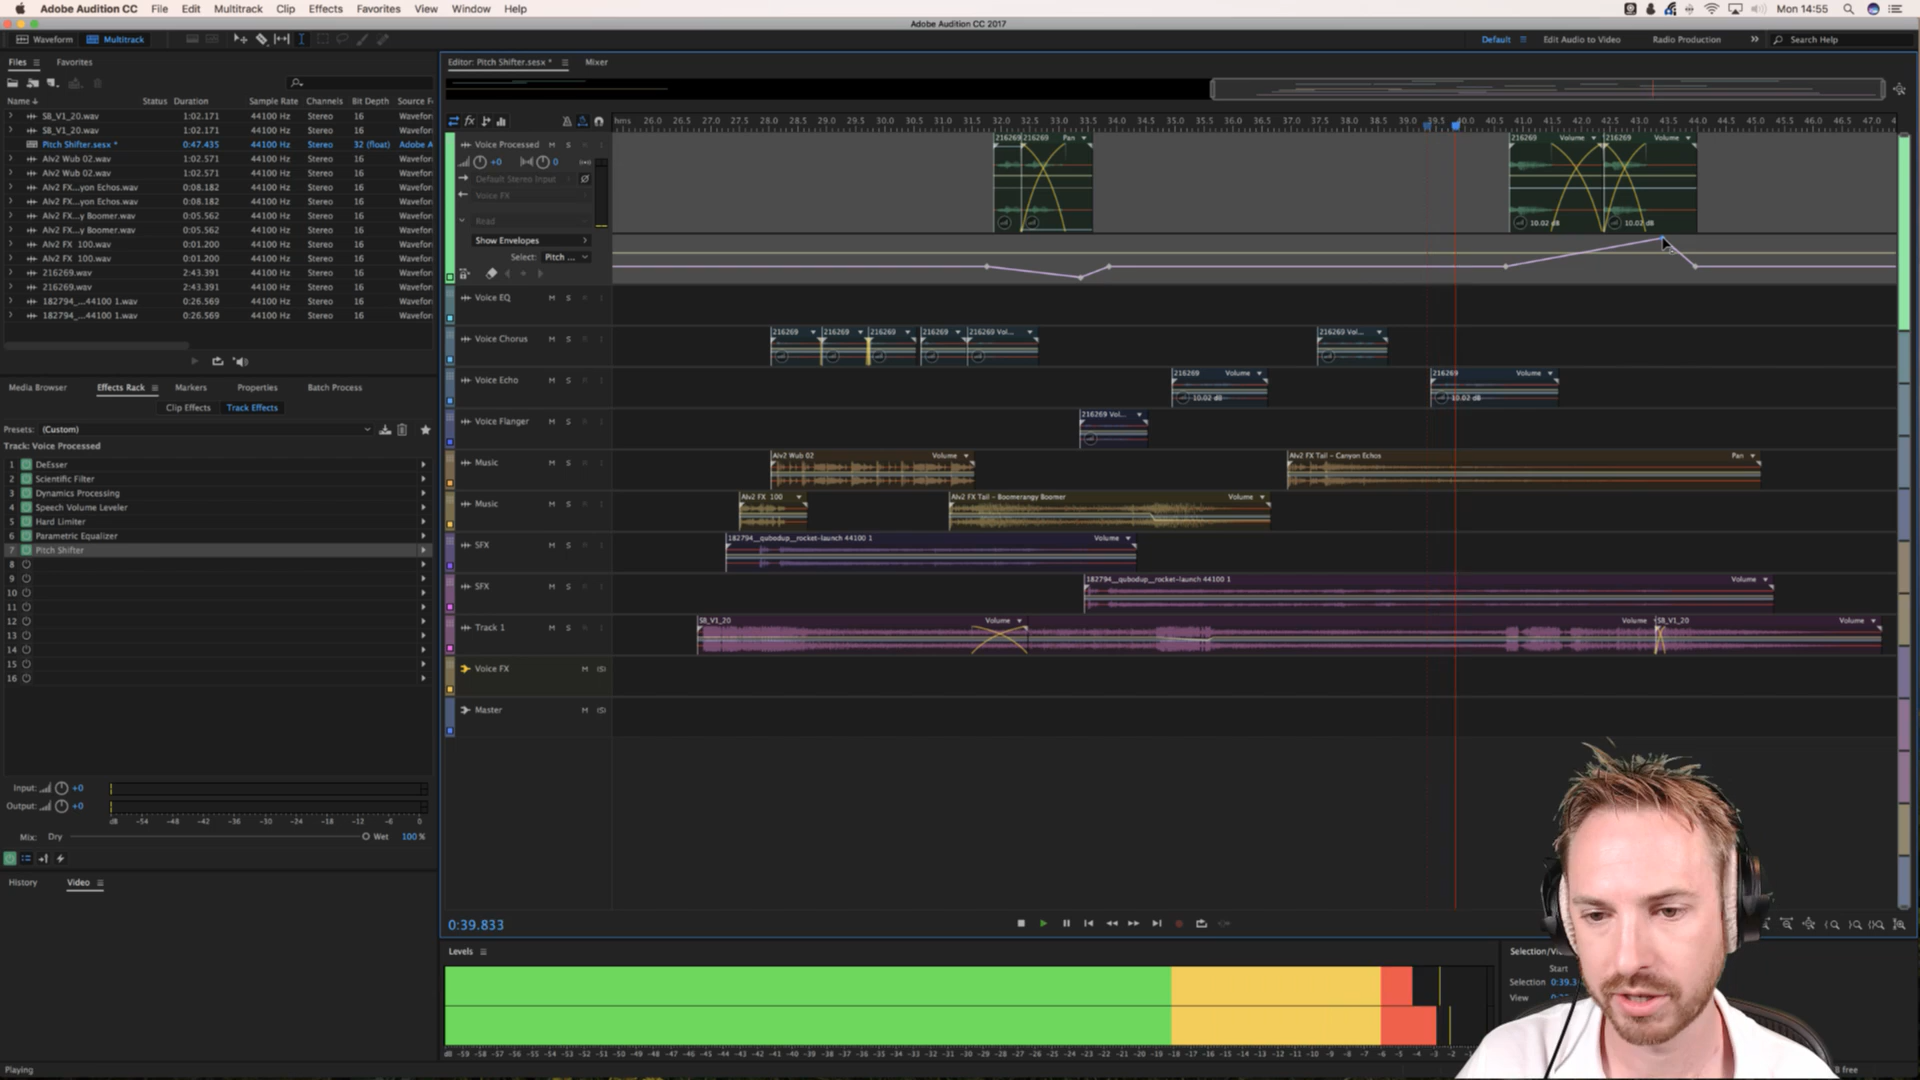 Adobe Audition CC File Edit Multitrack Clip Effects Favorites View Window Help Mon 14:55
Adobe Audition CC 2017
Waveform Multitrack Default Edit Audio to Video Radio Production Search Help
Files Favorites
Name Status Duration Sample Rate Channels Bit Depth Source F
SB_V1_20.wav 1:02.171 44100 Hz Stereo 16 Wavefor
SB_V1_20.wav 1:02.171 44100 Hz Stereo 16 Wavefor
Pitch Shifter.sesx * 0:47.435 44100 Hz Stereo 32 (float) Adobe A
Alv2 Wub 02.wav 1:02.571 44100 Hz Stereo 16 Wavefor
Alv2 Wub 02.wav 1:02.571 44100 Hz Stereo 16 Wavefor
Alv2 FX...yon Echos.wav 0:08.182 44100 Hz Stereo 16 Wavefor
Alv2 FX...yon Echos.wav 0:08.182 44100 Hz Stereo 16 Wavefor
Alv2 FX...y Boomer.wav 0:05.562 44100 Hz Stereo 16 Wavefor
Alv2 FX...y Boomer.wav 0:05.562 44100 Hz Stereo 16 Wavefor
Alv2 FX 100.wav 0:01.200 44100 Hz Stereo 16 Wavefor
Alv2 FX 100.wav 0:01.200 44100 Hz Stereo 16 Wavefor
216269.wav 2:43.391 44100 Hz Stereo 16 Wavefor
216269.wav 2:43.391 44100 Hz Stereo 16 Wavefor
182794_...44100 1.wav 0:26.569 44100 Hz Stereo 16 Wavefor
182794_...44100 1.wav 0:26.569 44100 Hz Stereo 16 Wavefor
Media Browser Effects Rack Markers Properties Batch Process
Clip Effects Track Effects
Presets: (Custom)
Track: Voice Processed
1 DeEsser
2 Scientific Filter
3 Dynamics Processing
4 Speech Volume Leveler
5 Hard Limiter
6 Parametric Equalizer
7 Pitch Shifter
8
9
10
11
12
13
14
15
16
Input: +0
Output: +0
dB -54 -48 -42 -36 -30 -24 -18 -12 -6 0
Mix: Dry Wet 100 %
History Video
Playing
Editor: Pitch Shifter.sesx * Mixer
fx hms 26.0 26.5 27.0 27.5 28.0 28.5 29.0 29.5 30.0 30.5 31.0 31.5 32.0 32.5 33.0 33.5 34.0 34.5 35.0 35.5 36.0 36.5 37.0 37.5 38.0 38.5 39.0 39.5 40.0 40.5 41.0 41.5 42.0 42.5 43.0 43.5 44.0 44.5 45.0 45.5 46.0 46.5 47.0
Voice Processed M S 216269 216269 Pan 216269 Volume 216269 Volume
+0 0
Default Stereo Input
Voice FX
Read 10.02 dB 10.02 dB
Show Envelopes
Select: Pitch ...
Voice EQ M S
Voice Chorus M S 216269 216269 216269 216269 216269 Vol... 216269 Vol...
Voice Echo M S 216269 Volume 216269 Volume
10.02 dB 10.02 dB
Voice Flanger M S 216269 Vol...
Music M S Alv2 Wub 02 Volume Alv2 FX Tail - Canyon Echos Pan
Music M S Alv2 FX 100 Alv2 FX Tail - Boomerangy Boomer Volume
SFX M S 182794__qubodup__rocket-launch 44100 1 Volume
SFX M S 182794__qubodup__rocket-launch 44100 1 Volume
Track 1 M S SB_V1_20 Volume Volume SB_V1_20 Volume
Voice FX M (S)
Master M (S)
0:39.833
Levels
dB -59 -58 -57 -56 -55 -54 -53 -52 -51 -50 -49 -48 -47 -46 -45 -44 -43 -42 -41 -40 -39 -38 -37 -36 -35 -34 -33 -32 -31 -30 -29 -28 -27 -26 -25 -24 -23 -22 -21 -20 -19 -18 -17 -16 -15 -14 -13 -12 -11 -10 -9 -8 -7 -6 -5 -4 -3 -2
Start
Selection 0:39.3
View
free